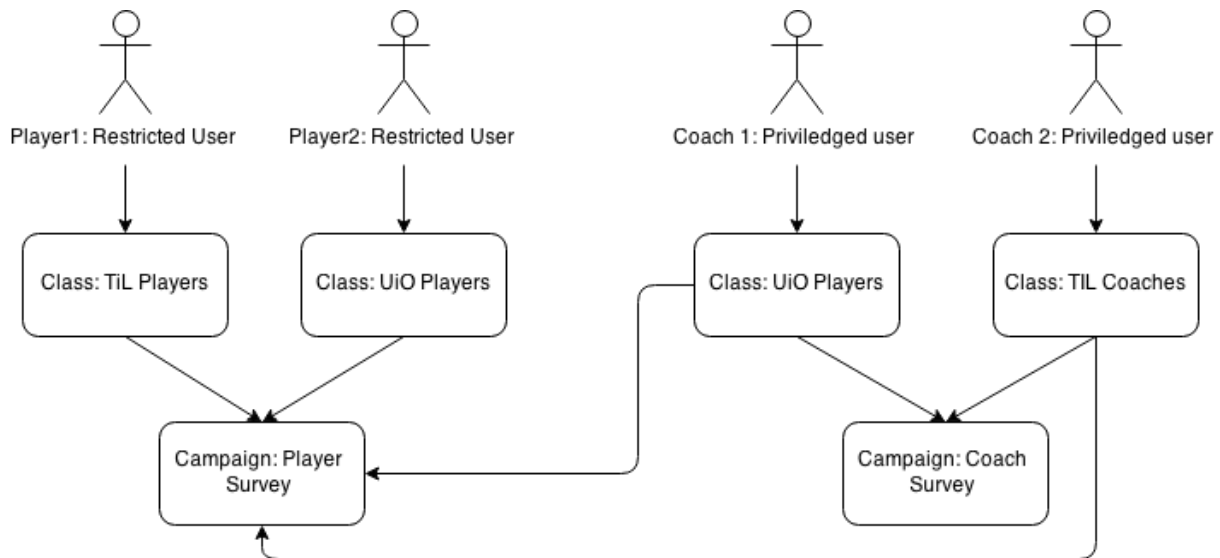 Player1: Restricted User
Player2: Restricted User
Coach 1: Priviledged user
Coach 2: Priviledged user
Class: TiL Players
Class: UiO Players
Class: UiO Players
Class: TIL Coaches
Campaign: Player
Survey
Campaign: Coach
Survey